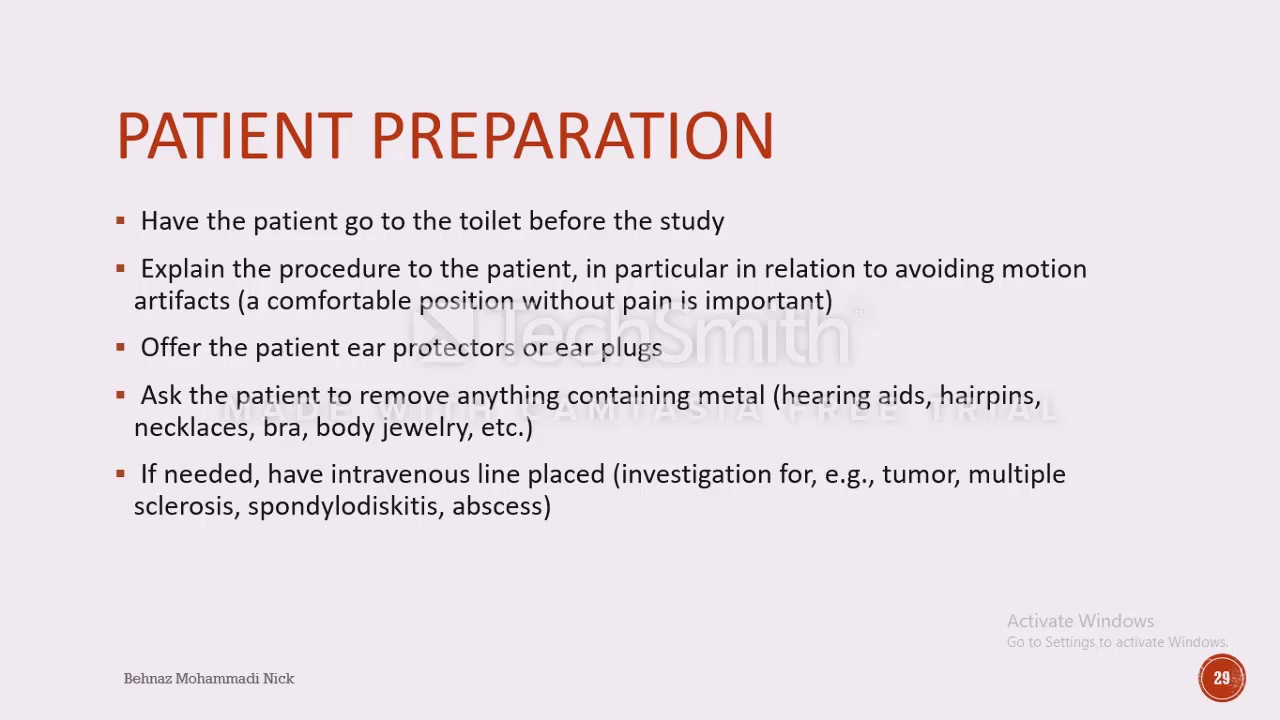 PATIENT PREPARATION
▪ Have the patient go to the toilet before the study
▪ Explain the procedure to the patient, in particular in relation to avoiding motion
artifacts (a comfortable position without pain is important)
▪ Offer the patient ear protectors or ear plugs
▪ Ask the patient to remove anything containing metal (hearing aids, hairpins,
necklaces, bra, body jewelry, etc.)
▪ If needed, have intravenous line placed (investigation for, e.g., tumor, multiple
sclerosis, spondylodiskitis, abscess)
TechSmith®
MADE WITH CAMTASIA FREE TRIAL
Activate Windows
Go to Settings to activate Windows.
Behnaz Mohammadi Nick
29